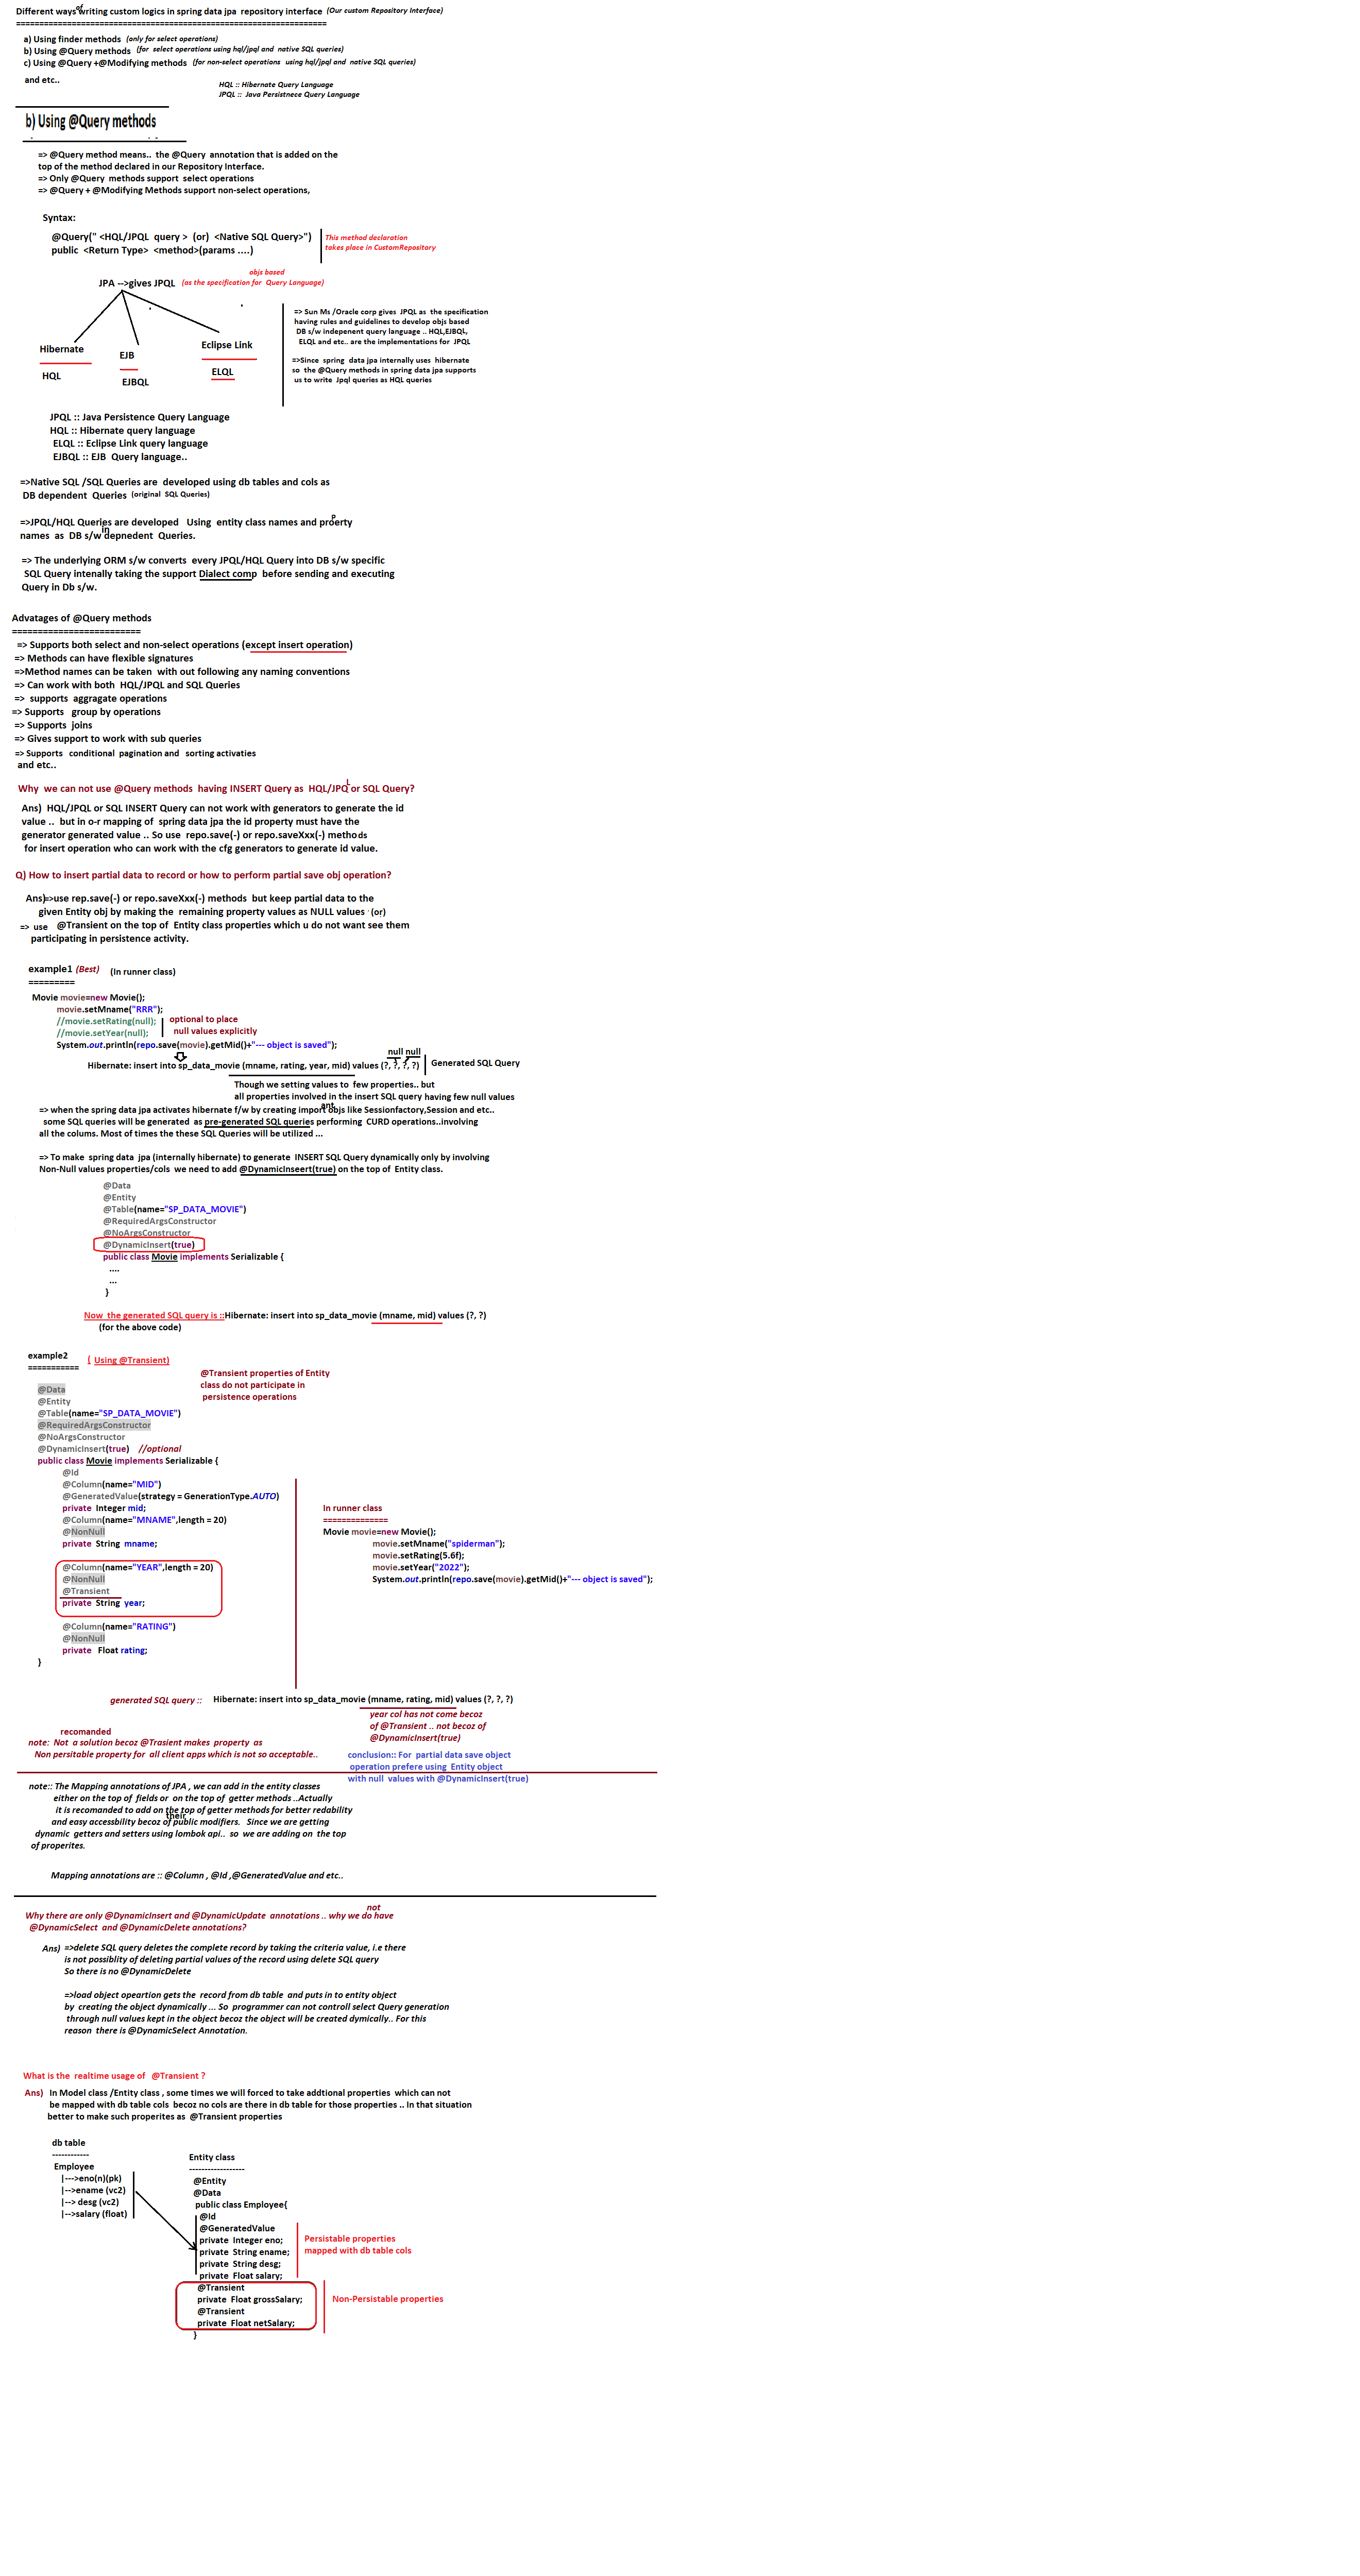 Different ways of writing custom logics in spring data jpa repository interface (Our custom Repository Interface)
==================================================================
a) Using finder methods (only for select operations)
b) Using @Query methods (for select operations using hql/jpql and native SQL queries)
c) Using @Query +@Modifying methods (for non-select operations using hql/jpql and native SQL queries)
and etc..
HQL :: Hibernate Query Language
JPQL :: Java Persistnece Query Language
b) Using @Query methods
=> @Query method means.. the @Query annotation that is added on the
top of the method declared in our Repository Interface.
=> Only @Query methods support select operations
=> @Query + @Modifying Methods support non-select operations,
Syntax:
@Query(" <HQL/JPQL query > (or) <Native SQL Query>")
public <Return Type> <method>(params ....)
This method declaration
takes place in CustomRepository
objs based
JPA -->gives JPQL (as the specification for Query Language)
Hibernate
HQL
EJB
EJBQL
Eclipse Link
ELQL
=> Sun Ms /Oracle corp gives JPQL as the specification
having rules and guidelines to develop objs based
DB s/w indepenent query language .. HQL,EJBQL,
ELQL and etc.. are the implementations for JPQL
=>Since spring data jpa internally uses hibernate
so the @Query methods in spring data jpa supports
us to write Jpql queries as HQL queries
JPQL :: Java Persistence Query Language
HQL :: Hibernate query language
ELQL :: Eclipse Link query language
EJBQL :: EJB Query language..
=>Native SQL /SQL Queries are developed using db tables and cols as
DB dependent Queries (original SQL Queries)
=>JPQL/HQL Queries are developed Using entity class names and proerty
p
in
names as DB s/w depnedent Queries.
=> The underlying ORM s/w converts every JPQL/HQL Query into DB s/w specific
SQL Query intenally taking the support Dialect comp before sending and executing
Query in Db s/w.
Advatages of @Query methods
=========================
=> Supports both select and non-select operations (except insert operation)
=> Methods can have flexible signatures
=>Method names can be taken with out following any naming conventions
=> Can work with both HQL/JPQL and SQL Queries
=> supports aggragate operations
=> Supports group by operations
=> Supports joins
=> Gives support to work with sub queries
=> Supports conditional pagination and sorting activaties
and etc..
Why we can not use @Query methods having INSERT Query as HQL/JPQL or SQL Query?
Ans) HQL/JPQL or SQL INSERT Query can not work with generators to generate the id
value .. but in o-r mapping of spring data jpa the id property must have the
generator generated value .. So use repo.save(-) or repo.saveXxx(-) methods
for insert operation who can work with the cfg generators to generate id value.
Q) How to insert partial data to record or how to perform partial save obj operation?
Ans)=>use rep.save(-) or repo.saveXxx(-) methods but keep partial data to the
given Entity obj by making the remaining property values as NULL values (or)
=> use @Transient on the top of Entity class properties which u do not want see them
participating in persistence activity.
example1 (Best) (In runner class)
=========
Movie movie=new Movie();
movie.setMname("RRR");
//movie.setRating(null);
//movie.setYear(null);
optional to place
null values explicitly
System.out.println(repo.save(movie).getMid()+"--- object is saved");
null null
Hibernate: insert into sp_data_movie (mname, rating, year, mid) values (?, ?, ?, ?)
Generated SQL Query
Though we setting values to few properties.. but
all properties involved in the insert SQL query having few null values
ant
=> when the spring data jpa activates hibernate f/w by creating import objs like Sessionfactory,Session and etc..
some SQL queries will be generated as pre-generated SQL queries performing CURD operations..involving
all the colums. Most of times the these SQL Queries will be utilized ...
=> To make spring data jpa (internally hibernate) to generate INSERT SQL Query dynamically only by involving
Non-Null values properties/cols we need to add @DynamicInseert(true) on the top of Entity class.
@Data
@Entity
@Table(name="SP_DATA_MOVIE")
@RequiredArgsConstructor
@NoArgsConstructor
@DynamicInsert(true)
public class Movie implements Serializable {
....
...
}
Now the generated SQL query is ::Hibernate: insert into sp_data_movie (mname, mid) values (?, ?)
(for the above code)
example2 ( Using @Transient)
===========
@Transient properties of Entity
class do not participate in
persistence operations
@Data
@Entity
@Table(name="SP_DATA_MOVIE")
@RequiredArgsConstructor
@NoArgsConstructor
@DynamicInsert(true) //optional
public class Movie implements Serializable {
@Id
@Column(name="MID")
@GeneratedValue(strategy = GenerationType.AUTO)
private Integer mid;
@Column(name="MNAME",length = 20)
@NonNull
private String mname;
@Column(name="YEAR",length = 20)
@NonNull
@Transient
private String year;
@Column(name="RATING")
@NonNull
private Float rating;
}
In runner class
==============
Movie movie=new Movie();
movie.setMname("spiderman");
movie.setRating(5.6f);
movie.setYear("2022");
System.out.println(repo.save(movie).getMid()+"--- object is saved");
generated SQL query :: Hibernate: insert into sp_data_movie (mname, rating, mid) values (?, ?, ?)
year col has not come becoz
of @Transient .. not becoz of
@DynamicInsert(true)
recomanded
note: Not a solution becoz @Trasient makes property as
Non persitable property for all client apps which is not so acceptable..
conclusion:: For partial data save object
operation prefere using Entity object
with null values with @DynamicInsert(true)
note:: The Mapping annotations of JPA , we can add in the entity classes
either on the top of fields or on the top of getter methods ..Actually
it is recomanded to add on the top of getter methods for better redability
their
and easy accessbility becoz of public modifiers. Since we are getting
dynamic getters and setters using lombok api.. so we are adding on the top
of properites.
Mapping annotations are :: @Column , @Id ,@GeneratedValue and etc..
not
Why there are only @DynamicInsert and @DynamicUpdate annotations .. why we do have
@DynamicSelect and @DynamicDelete annotations?
Ans) =>delete SQL query deletes the complete record by taking the criteria value, i.e there
is not possiblity of deleting partial values of the record using delete SQL query
So there is no @DynamicDelete
=>load object opeartion gets the record from db table and puts in to entity object
by creating the object dynamically ... So programmer can not controll select Query generation
through null values kept in the object becoz the object will be created dymically.. For this
reason there is @DynamicSelect Annotation.
What is the realtime usage of @Transient ?
Ans) In Model class /Entity class , some times we will forced to take addtional properties which can not
be mapped with db table cols becoz no cols are there in db table for those properties .. In that situation
better to make such properites as @Transient properties
db table
------------
Employee
|--->eno(n)(pk)
|-->ename (vc2)
|--> desg (vc2)
|-->salary (float)
Entity class
------------------
@Entity
@Data
public class Employee{
@Id
@GeneratedValue
private Integer eno;
private String ename;
private String desg;
private Float salary;
@Transient
private Float grossSalary;
@Transient
private Float netSalary;
}
Persistable properties
mapped with db table cols
Non-Persistable properties